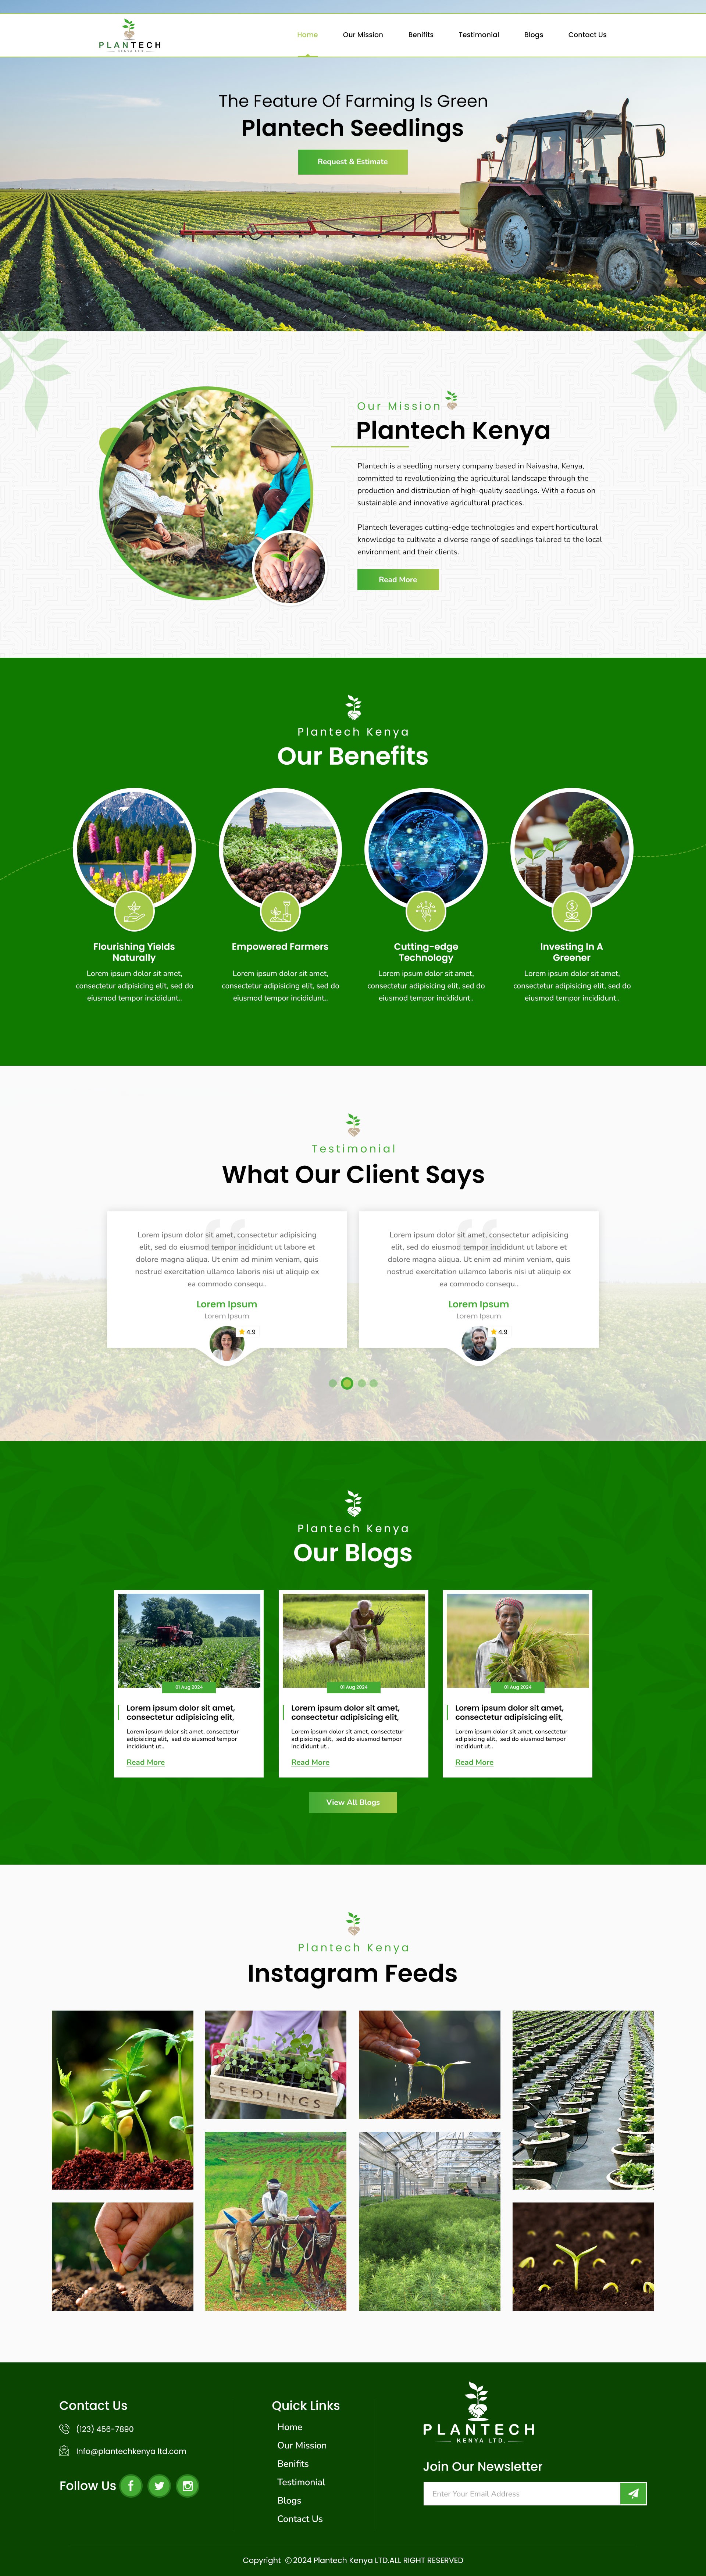 PLANTECH
KENYA LTD.
Home
Our Mission
Benifits
Testimonial
Blogs
Contact Us
The Feature Of Farming Is Green
Plantech Seedlings
Request & Estimate
Our Mission
Plantech Kenya
Plantech is a seedling nursery company based in Naivasha, Kenya,
committed to revolutionizing the agricultural landscape through the
production and distribution of high-quality seedlings. With a focus on
sustainable and innovative agricultural practices.
Plantech leverages cutting-edge technologies and expert horticultural
knowledge to cultivate a diverse range of seedlings tailored to the local
environment and their clients.
Read More
Plantech Kenya
Our Benefits
Flourishing Yields
Naturally
Lorem ipsum dolor sit amet,
consectetur adipisicing elit, sed do
eiusmod tempor incididunt..
Empowered Farmers
Lorem ipsum dolor sit amet,
consectetur adipisicing elit, sed do
eiusmod tempor incididunt..
Cutting-edge
Technology
Lorem ipsum dolor sit amet,
consectetur adipisicing elit, sed do
eiusmod tempor incididunt..
Investing In A
Greener
Lorem ipsum dolor sit amet,
consectetur adipisicing elit, sed do
eiusmod tempor incididunt..
Testimonial
What Our Client Says
Lorem ipsum dolor sit amet, consectetur adipisicing
elit, sed do eiusmod tempor incididunt ut labore et
dolore magna aliqua. Ut enim ad minim veniam, quis
nostrud exercitation ullamco laboris nisi ut aliquip ex
ea commodo consequ..
Lorem Ipsum
Lorem Ipsum
4.9
Lorem ipsum dolor sit amet, consectetur adipisicing
elit, sed do eiusmod tempor incididunt ut labore et
dolore magna aliqua. Ut enim ad minim veniam, quis
nostrud exercitation ullamco laboris nisi ut aliquip ex
ea commodo consequ..
Lorem Ipsum
Lorem Ipsum
4.9
Plantech Kenya
Our Blogs
01 Aug 2024
Lorem ipsum dolor sit amet,
consectetur adipisicing elit,
Lorem ipsum dolor sit amet, consectetur
adipisicing elit, sed do eiusmod tempor
incididunt ut..
Read More
01 Aug 2024
Lorem ipsum dolor sit amet,
consectetur adipisicing elit,
Lorem ipsum dolor sit amet, consectetur
adipisicing elit, sed do eiusmod tempor
incididunt ut..
Read More
01 Aug 2024
Lorem ipsum dolor sit amet,
consectetur adipisicing elit,
Lorem ipsum dolor sit amet, consectetur
adipisicing elit, sed do eiusmod tempor
incididunt ut..
Read More
View All Blogs
Plantech Kenya
Instagram Feeds
SEEDLINGS
Contact Us
(123) 456-7890
Info@plantechkenya ltd.com
Follow Us
Quick Links
Home
Our Mission
Benifits
Testimonial
Blogs
Contact Us
PLANTECH
KENYA LTD.
Join Our Newsletter
Enter Your Email Address
Copyright ©2024 Plantech Kenya LTD.ALL RIGHT RESERVED